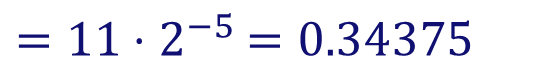 = 11 · 2⁻⁵ = 0.34375